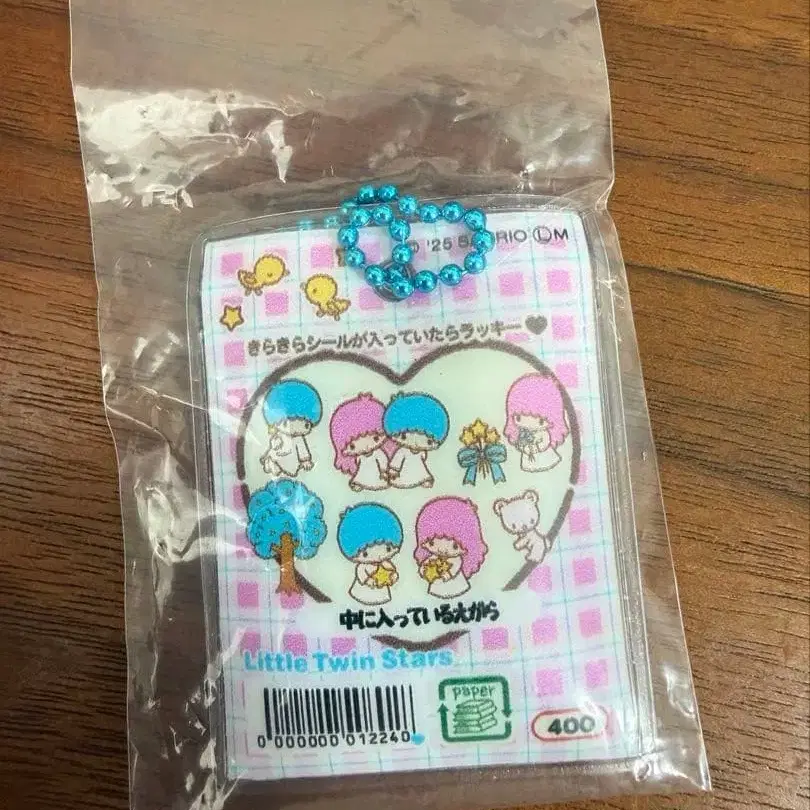 © '25 SANRIO Ⓛ M
きらきらシールが入っていたらラッキー♥
中に入っているえがら
Little Twin Stars
0 000000 012240
paper
400